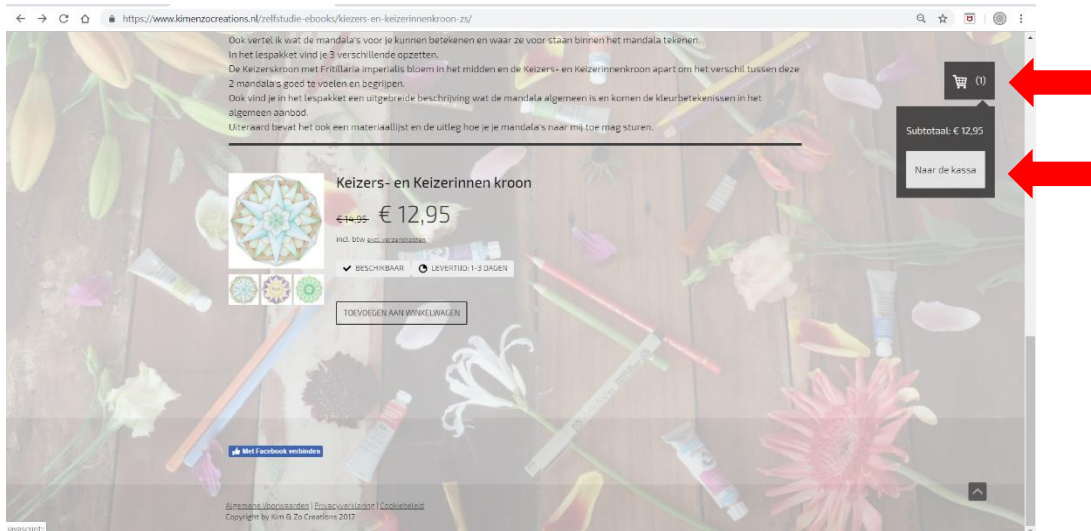 https://www.kimenzocreations.nl/zelfstudie-ebooks/kiezers-en-keizerinnenkroon-zs/
Ook vertel ik wat de mandala's voor je kunnen betekenen en waar ze voor staan binnen het mandala tekenen.
In het lespakket vind je 3 verschillende opzetten.
De Keizerskroon met Fritillaria Imperialis bloem in het midden en de Keizers- en Keizerinnenkroon apart om het verschil tussen deze
2 mandala's goed te voelen en begrijpen.
Ook vind je in het lespakket een uitgebreide beschrijving wat de mandala algemeen is en komen de kleurbetekenissen in het
algemeen aanbod.
Uiteraard bevat het ook een materiaallijst en de uitleg hoe je je mandala's naar mij toe mag sturen.
(1)
Subtotaal: € 12,95
Naar de kassa
Keizers- en Keizerinnen kroon
€ 14,95 € 12,95
incl. btw excl. verzendkosten
BESCHIKBAAR LEVERTIJD: 1-3 DAGEN
TOEVOEGEN AAN WINKELWAGEN
Met Facebook verbinden
Algemene Voorwaarden | Privacyverklaring | Cookiebeleid
Copyright by Kim & Zo Creations 2017